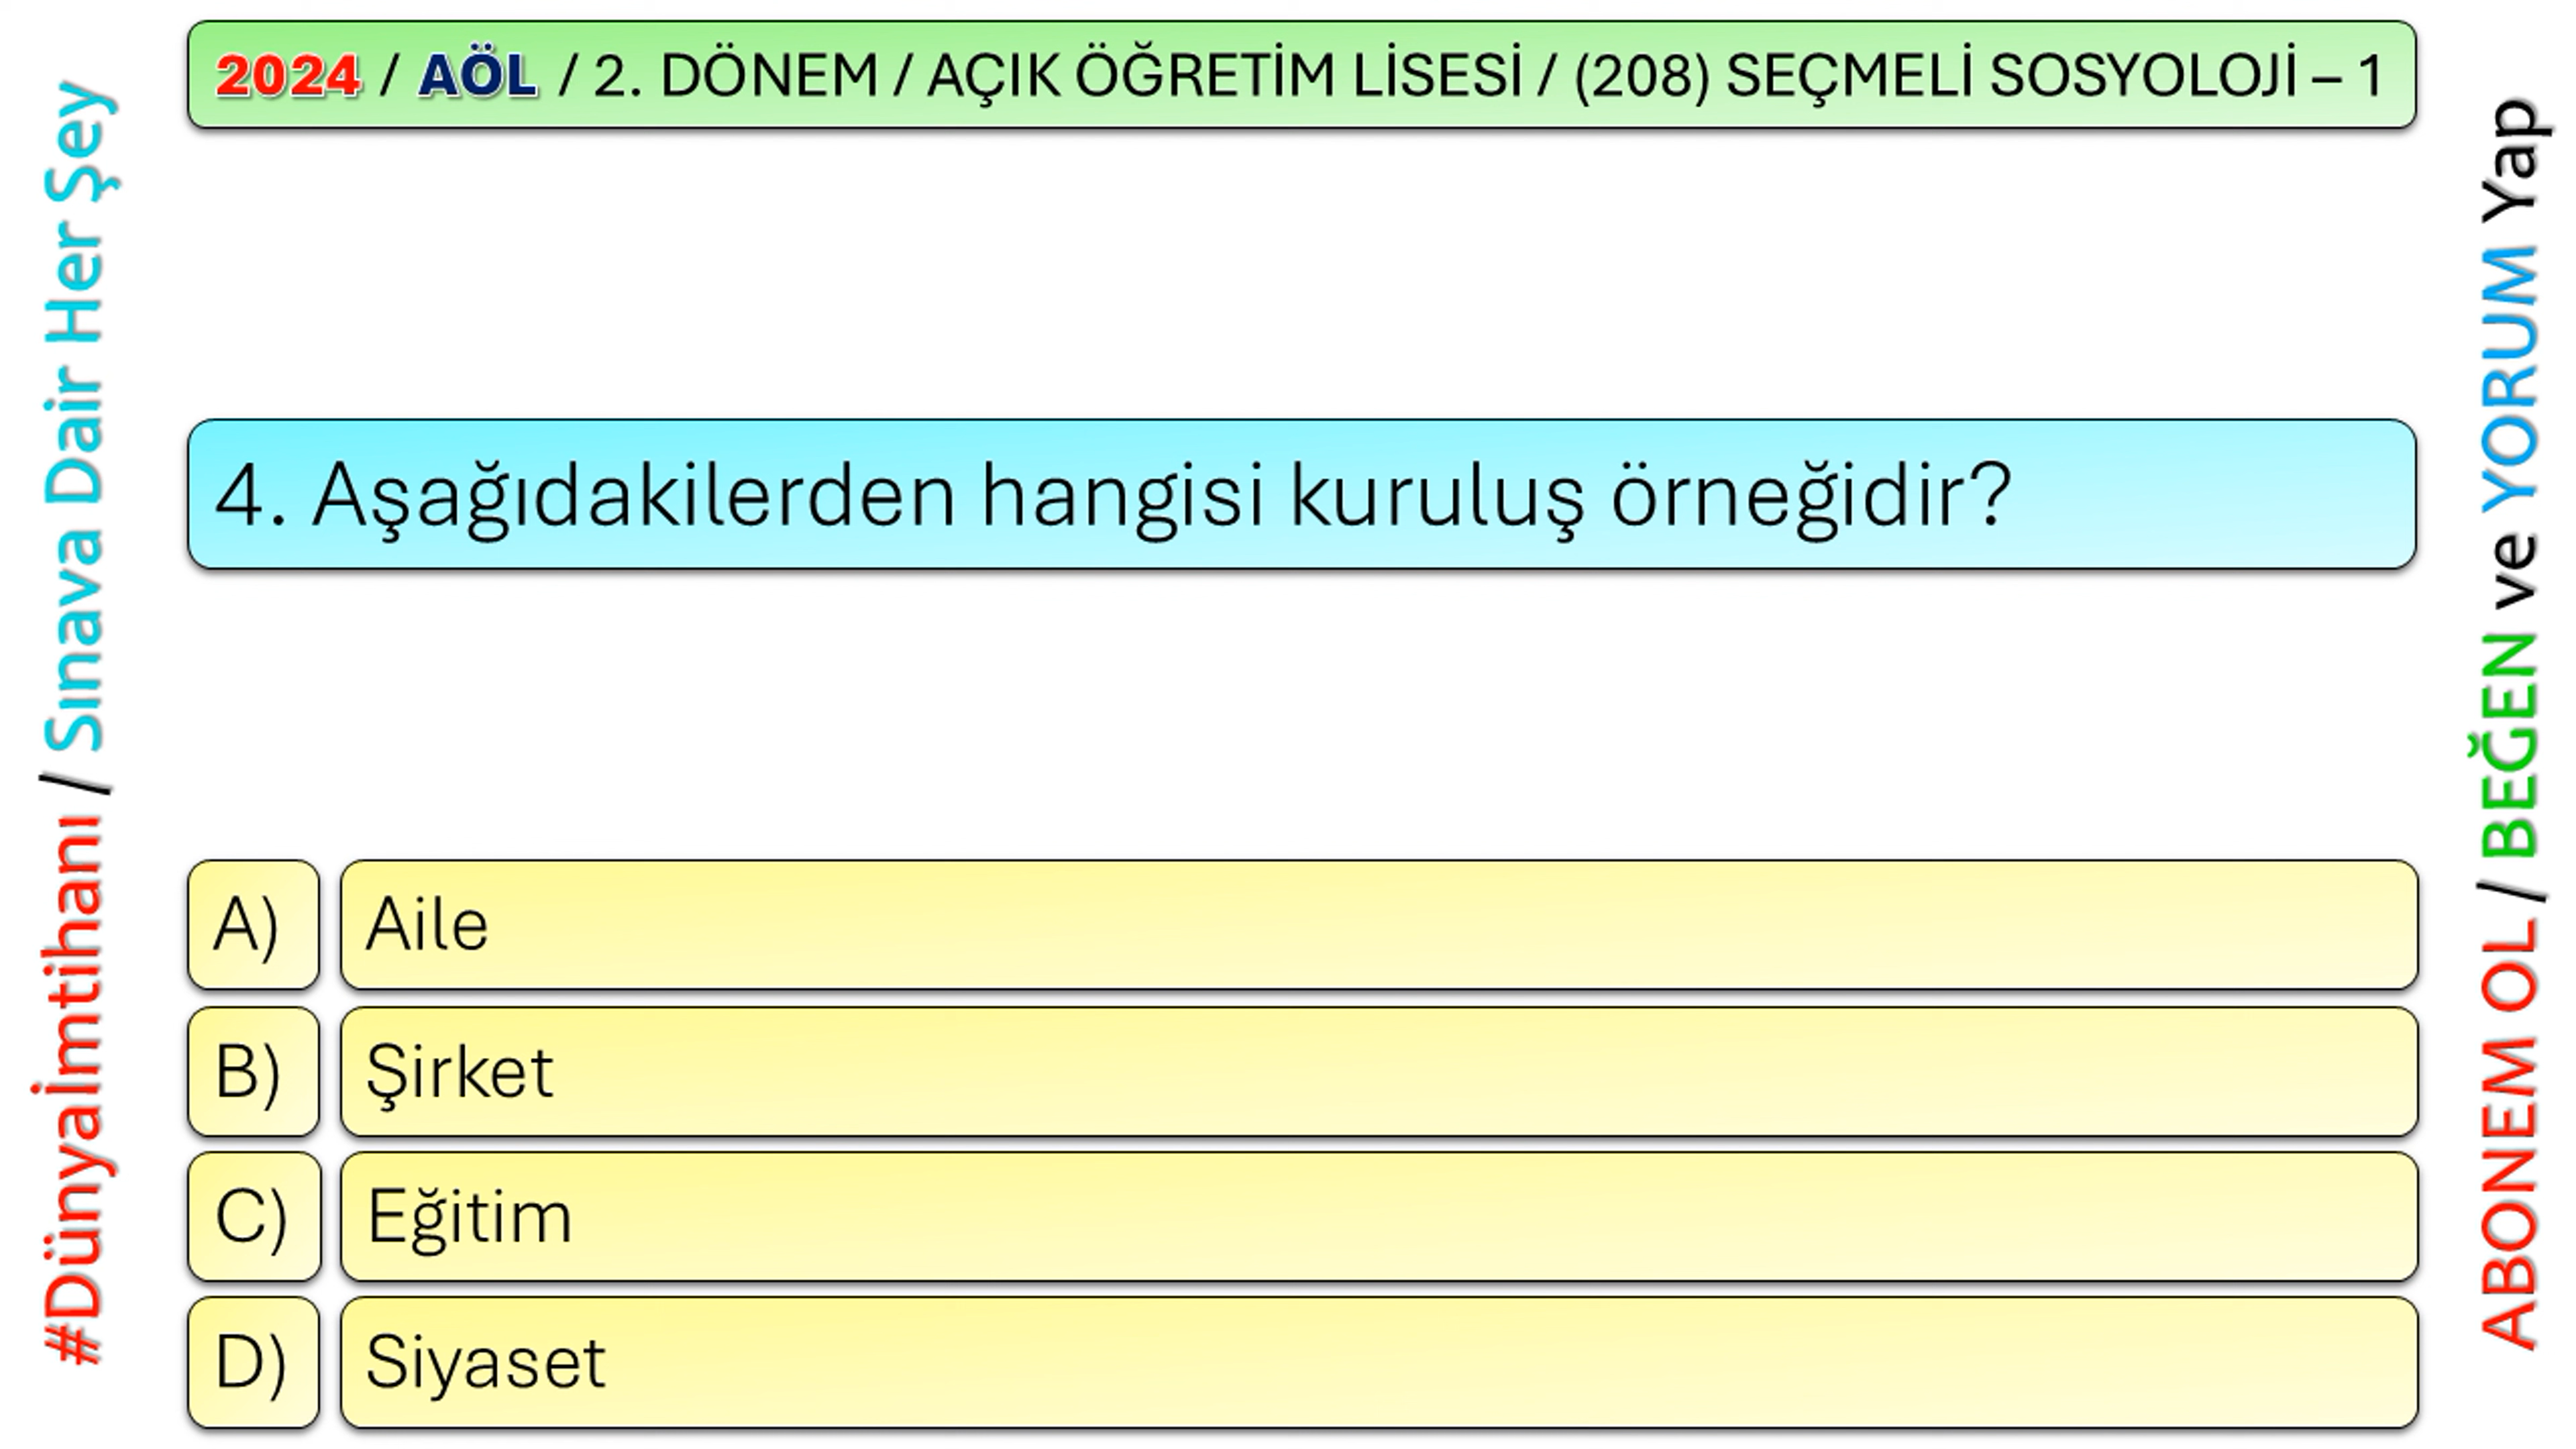 2024 / AÖL / 2. DÖNEM / AÇIK ÖĞRETİM LİSESİ / (208) SEÇMELİ SOSYOLOJİ – 1
#Dünyaİmtihanı / Sınava Dair Her Şey
4. Aşağıdakilerden hangisi kuruluş örneğidir?
A) Aile
B) Şirket
C) Eğitim
D) Siyaset
ABONEM OL / BEĞEN ve YORUM Yap